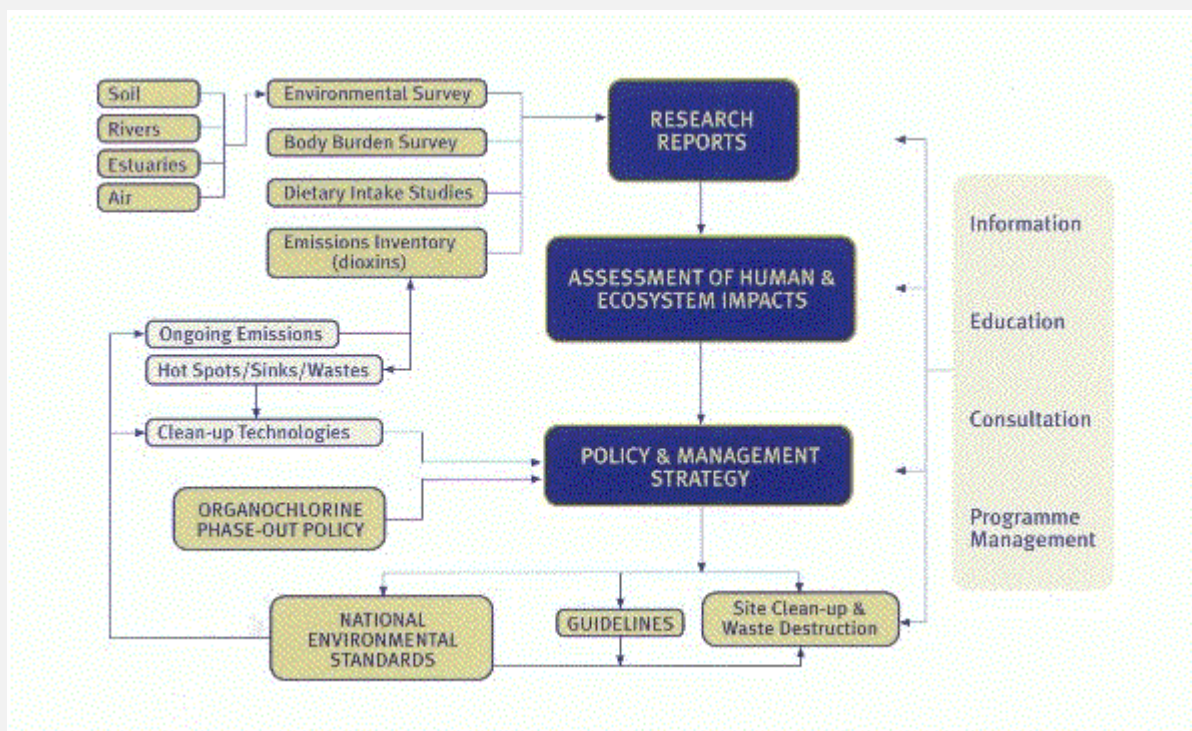 Soil
Rivers
Estuaries
Air
Environmental Survey
Body Burden Survey
Dietary Intake Studies
Emissions Inventory
(dioxins)
RESEARCH
REPORTS
ASSESSMENT OF HUMAN &
ECOSYSTEM IMPACTS
Ongoing Emissions
Hot Spots/Sinks/Wastes
Clean-up Technologies
ORGANOCHLORINE
PHASE-OUT POLICY
POLICY & MANAGEMENT
STRATEGY
NATIONAL
ENVIRONMENTAL
STANDARDS
GUIDELINES
Site Clean-up &
Waste Destruction
Information
Education
Consultation
Programme
Management